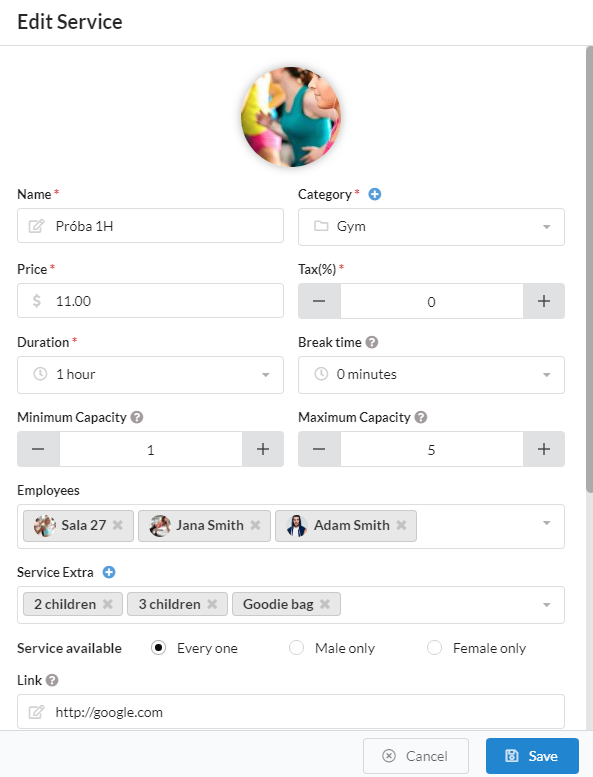 Edit Service
Name *
Category *
Próba 1H
Gym
Price *
Tax(%) *
$ 11.00
0
Duration *
Break time
1 hour
0 minutes
Minimum Capacity
Maximum Capacity
1
5
Employees
Sala 27 Jana Smith Adam Smith
Service Extra
2 children 3 children Goodie bag
Service available Every one Male only Female only
Link
http://google.com
Cancel Save